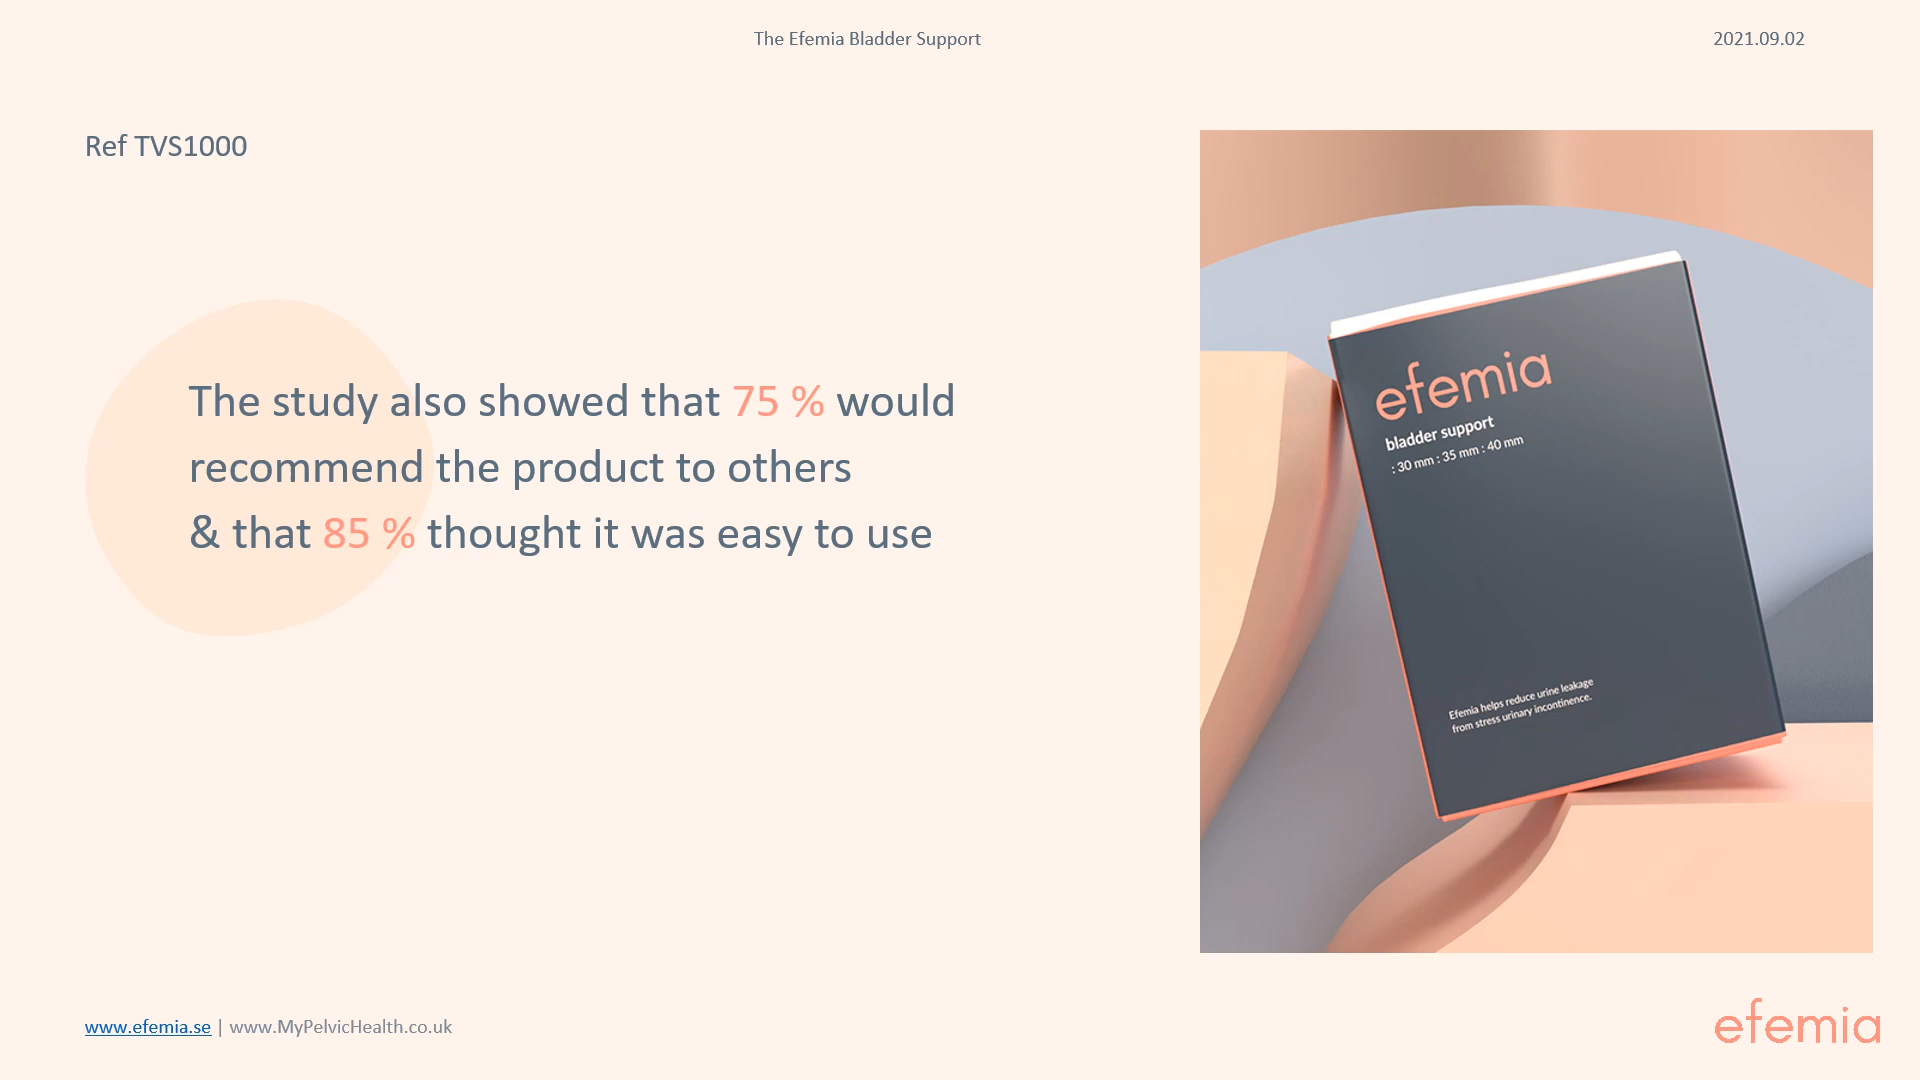 The Efemia Bladder Support
2021.09.02
Ref TVS1000
The study also showed that 75 % would
recommend the product to others
& that 85 % thought it was easy to use
efemia
bladder support
: 30 mm : 35 mm : 40 mm
Efemia helps reduce urine leakage
from stress urinary incontinence.
www.efemia.se | www.MyPelvicHealth.co.uk
efemia